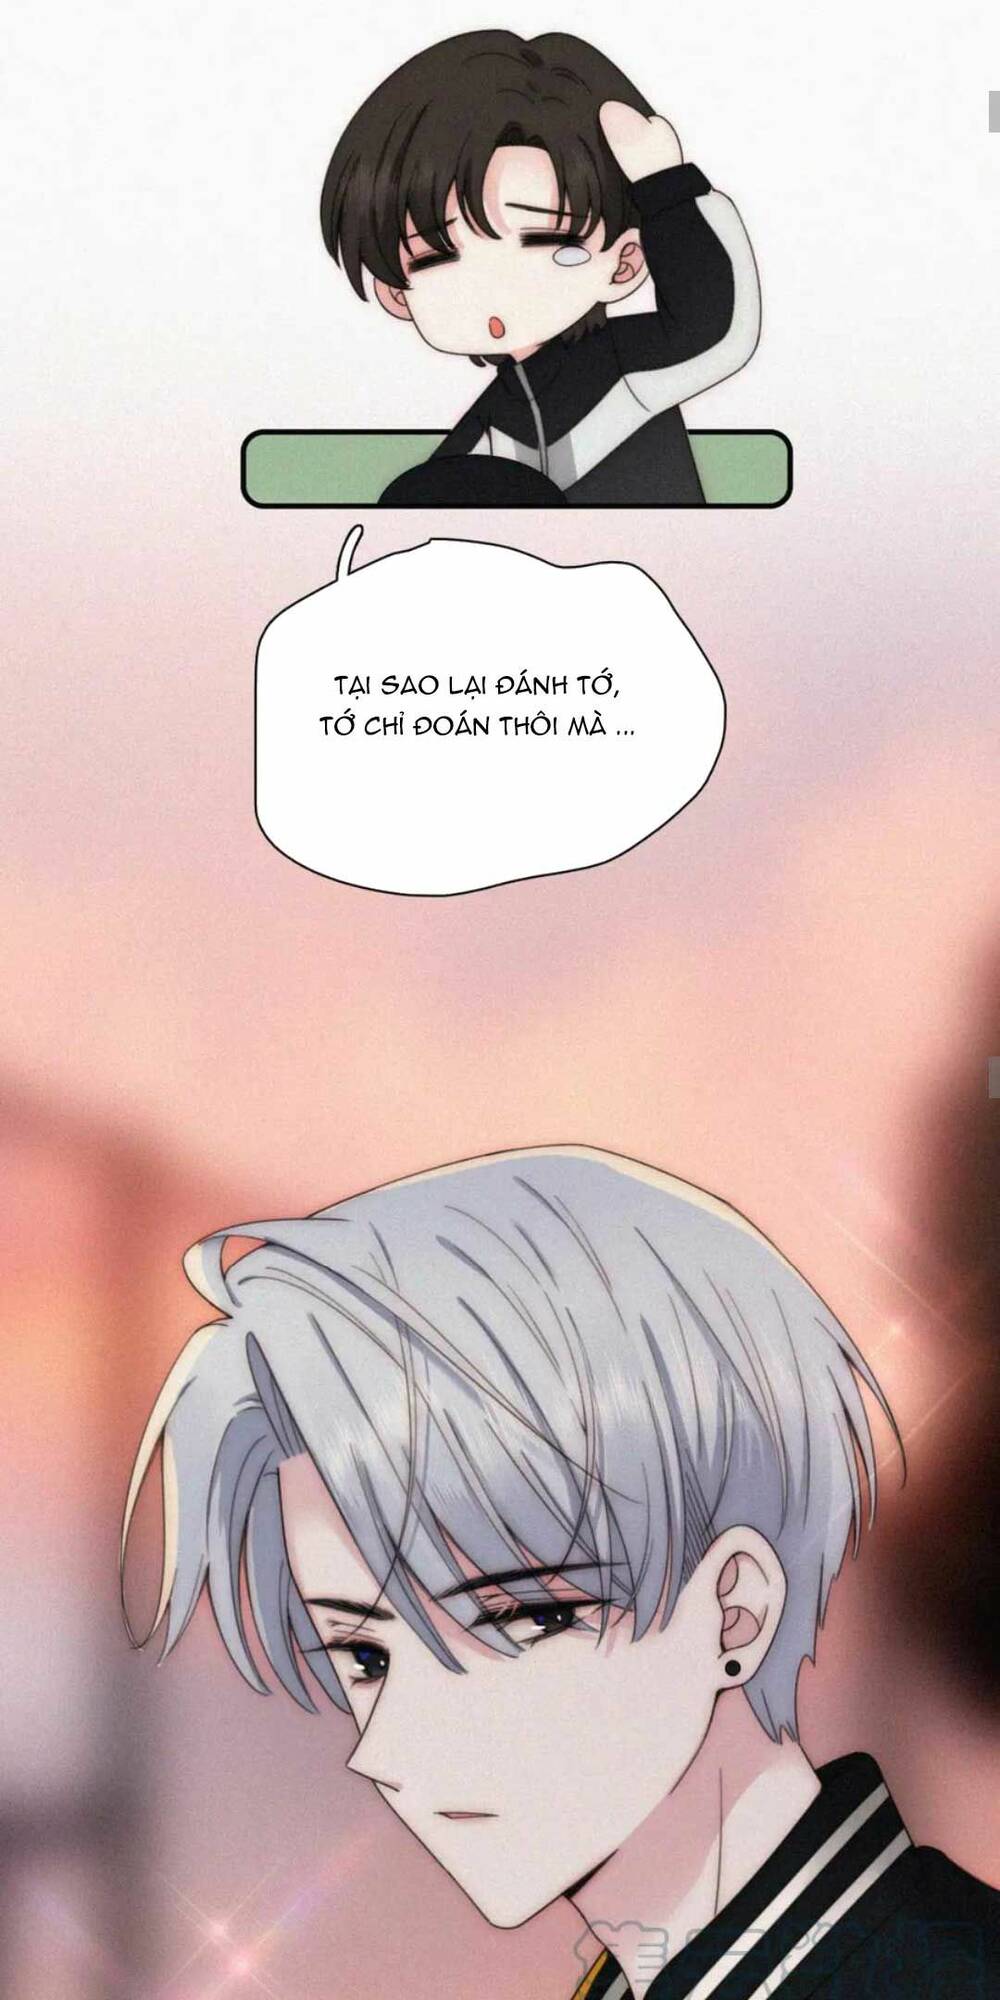 TẠI SAO LẠI ĐÁNH TỚ,
TỚ CHỈ ĐOÁN THÔI MÀ ...